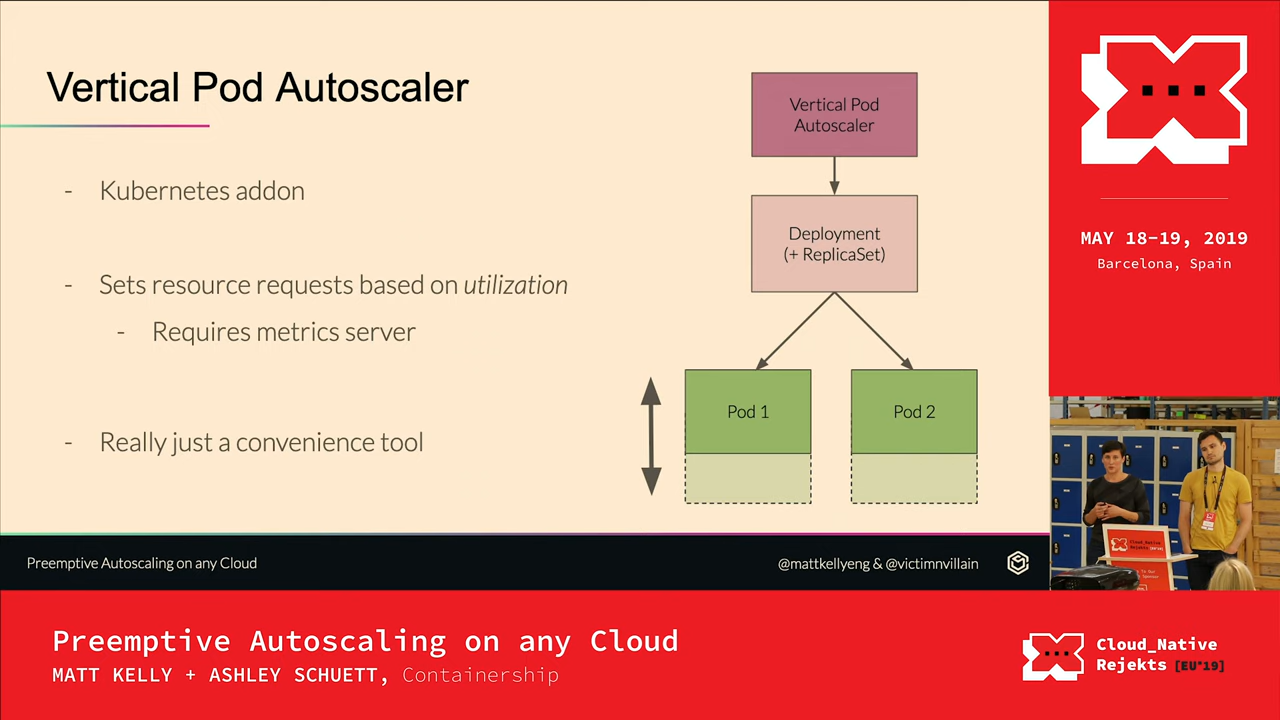 Vertical Pod Autoscaler
- Kubernetes addon
- Sets resource requests based on utilization
- Requires metrics server
- Really just a convenience tool
Vertical Pod
Autoscaler
Deployment
(+ ReplicaSet)
Pod 1
Pod 2
Preemptive Autoscaling on any Cloud
@mattkellyeng & @victimnvillain
MAY 18-19, 2019
Barcelona, Spain
Cloud_Native
Rejekts
Preemptive Autoscaling on any Cloud
MATT KELLY + ASHLEY SCHUETT, Containership
Cloud_Native
Rejekts [EU'19]